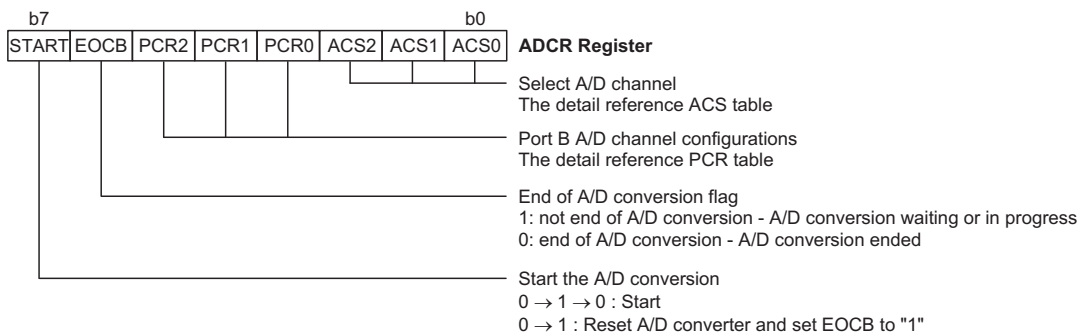 b7 b0
START EOCB PCR2 PCR1 PCR0 ACS2 ACS1 ACS0 ADCR Register
Select A/D channel
The detail reference ACS table
Port B A/D channel configurations
The detail reference PCR table
End of A/D conversion flag
1: not end of A/D conversion - A/D conversion waiting or in progress
0: end of A/D conversion - A/D conversion ended
Start the A/D conversion
0 → 1 → 0 : Start
0 → 1 : Reset A/D converter and set EOCB to "1"